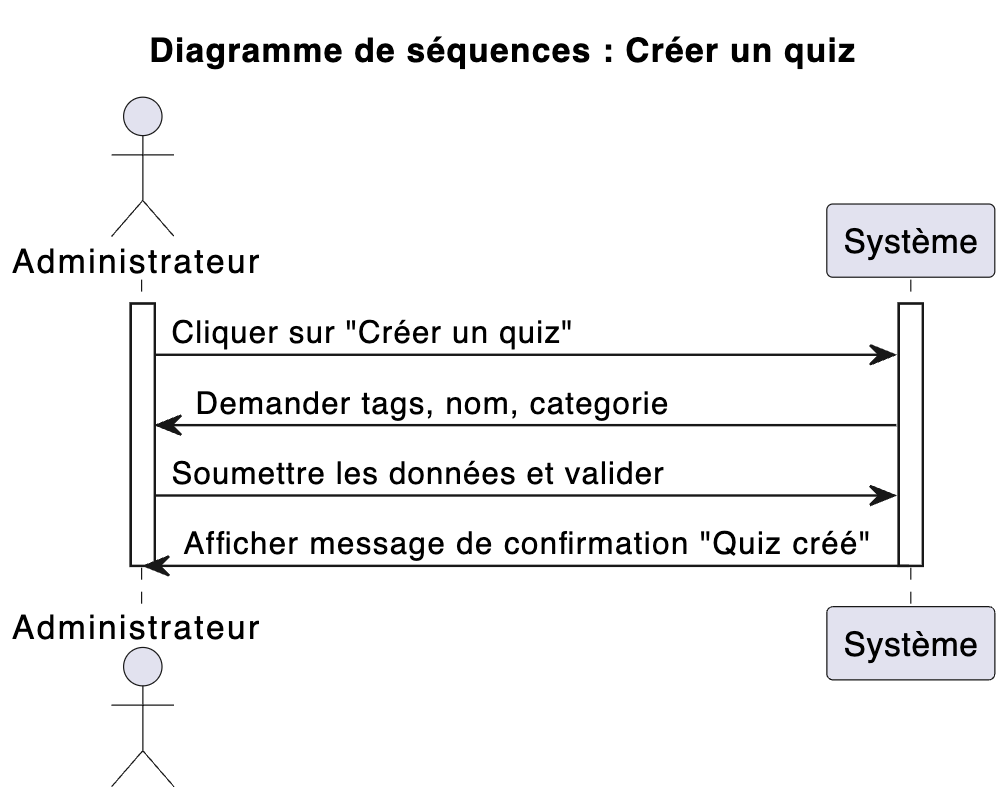 Diagramme de séquences : Créer un quiz
Administrateur
Système
Cliquer sur "Créer un quiz"
Demander tags, nom, categorie
Soumettre les données et valider
Afficher message de confirmation "Quiz créé"
Administrateur
Système